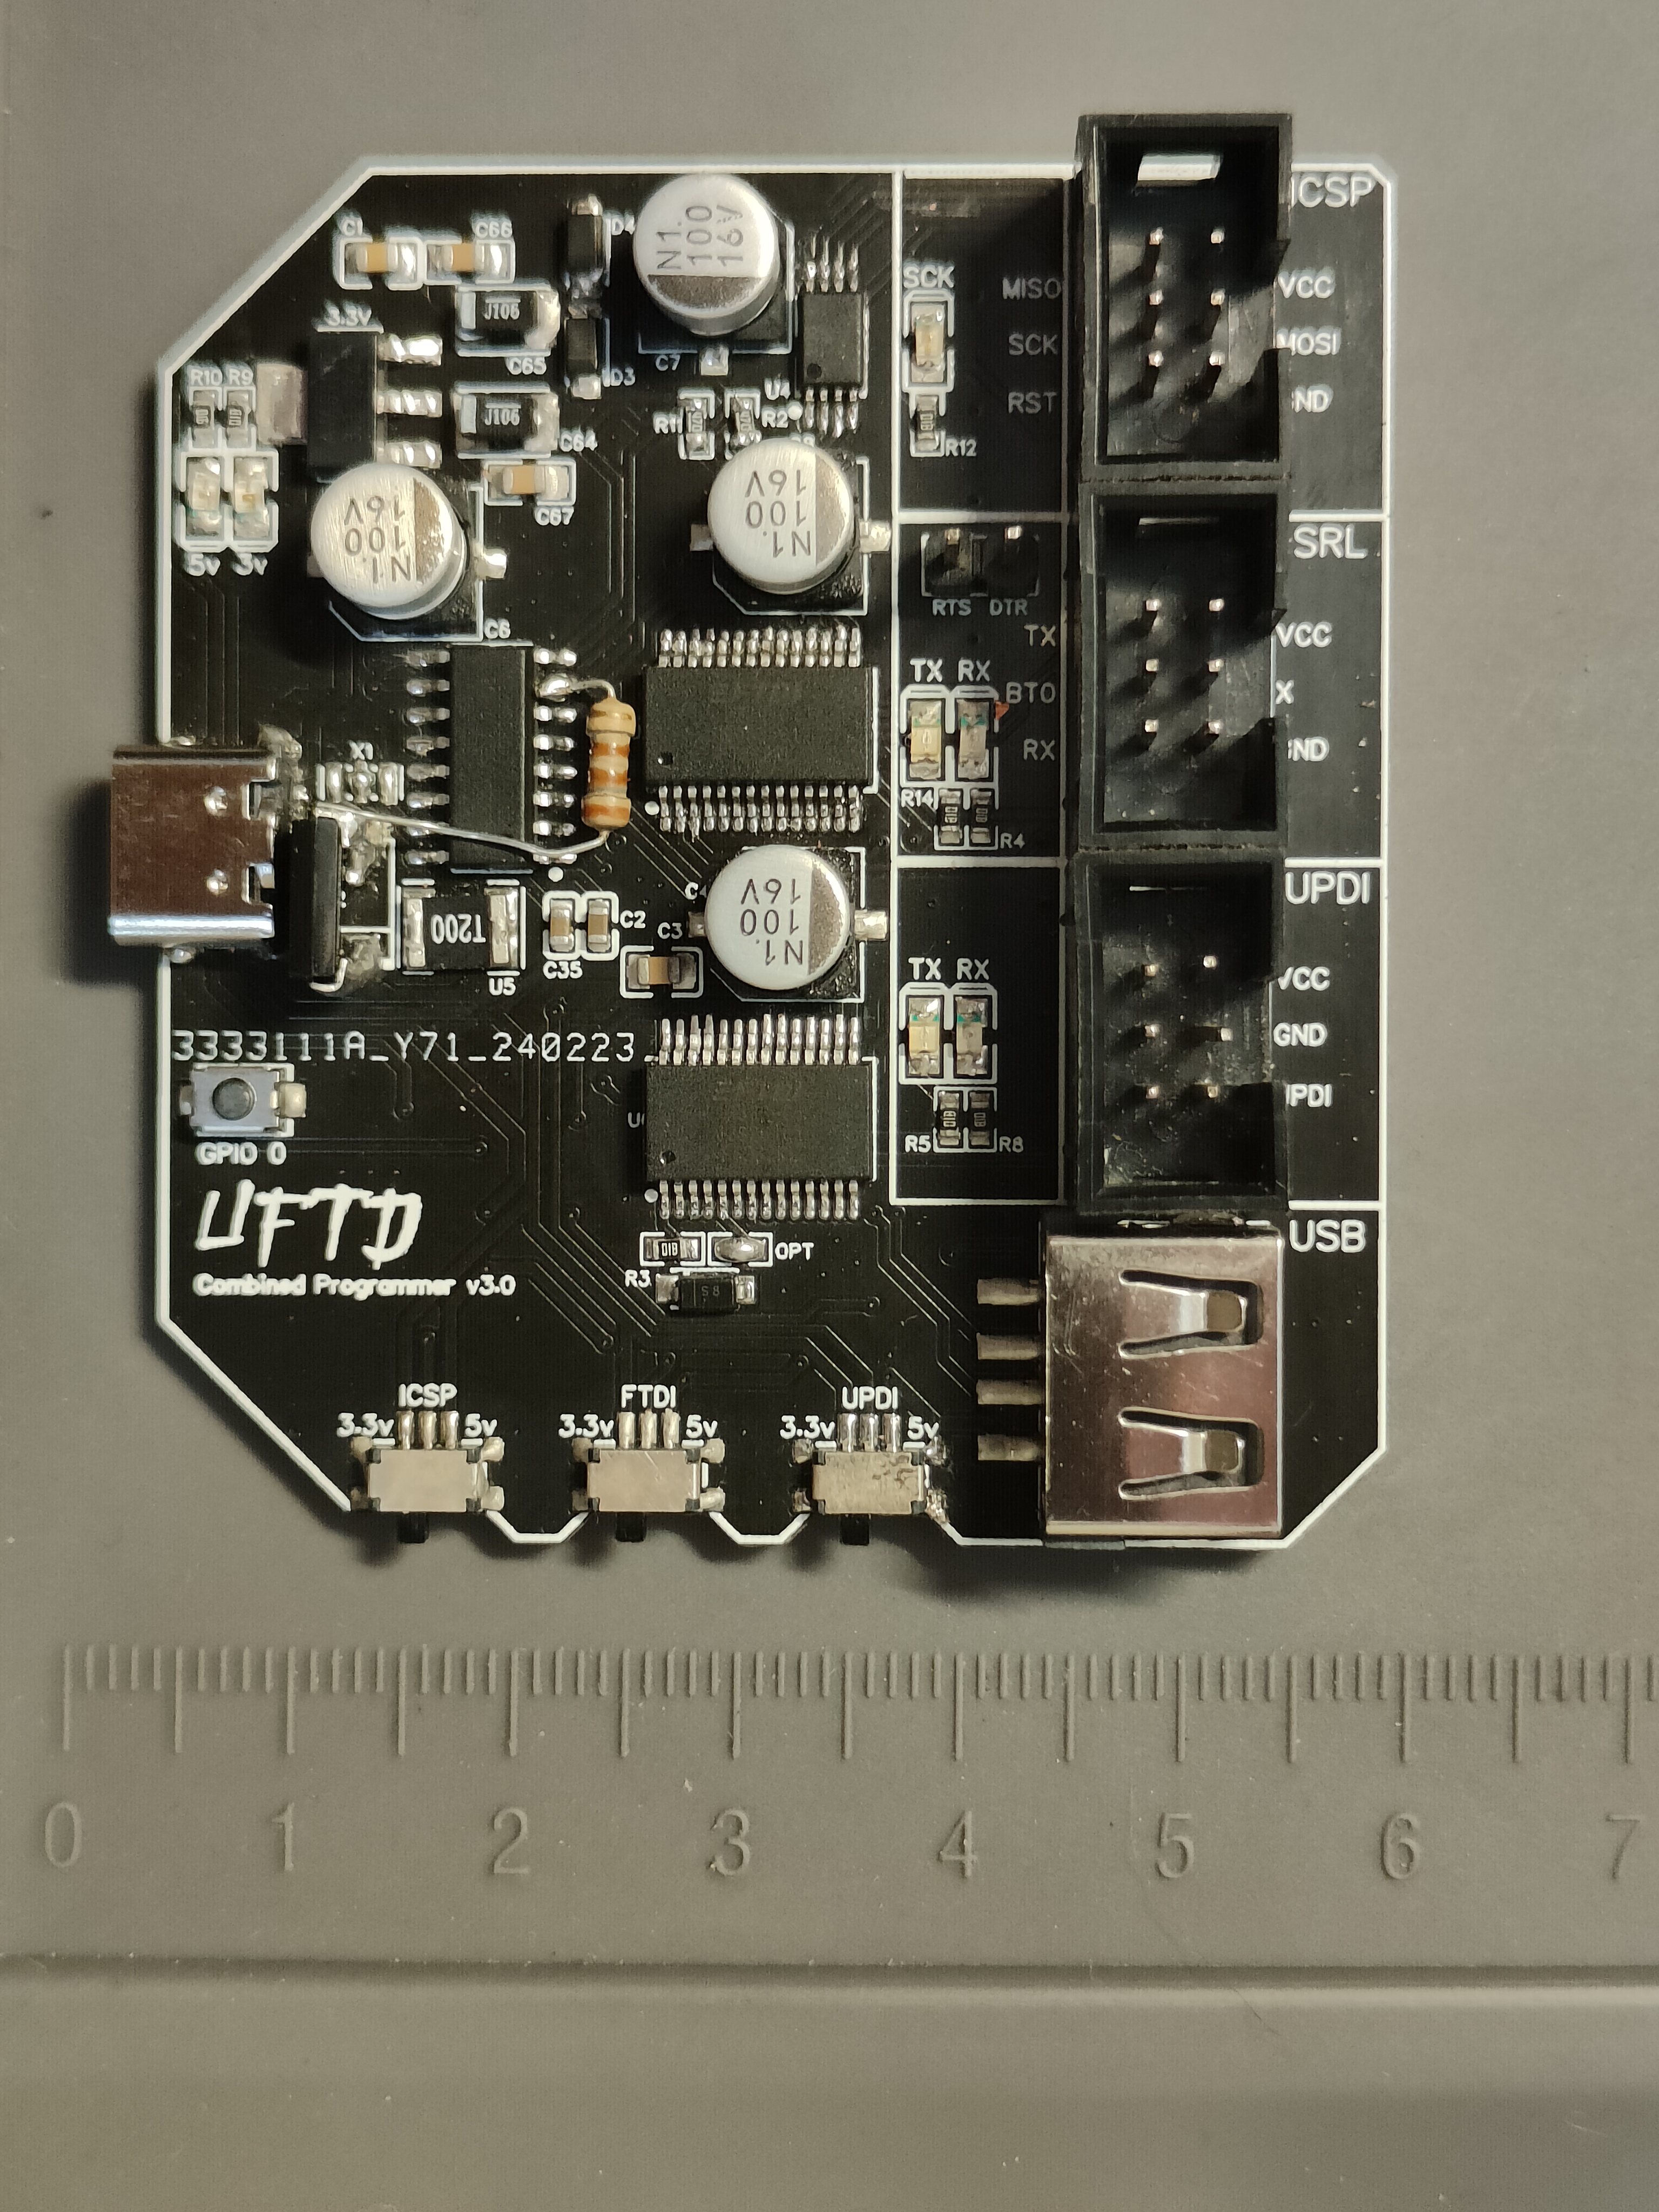 ICSP
C1
C66
D4
N1.
100
16V
SCK
MISO
VCC
3.3v
J106
C65
D3
C7
U4
SCK
MOSI
R10
R9
J106
C64
R1
R2
RST
R12
C67
5v
3v
16V
100
N1.
16V
100
N1.
SRL
RTS
DTR
C6
TX
VCC
TX
RX
BTO
X1
RX
R14
R4
UPDI
16V
100
N1.
T200
C2
C35
C3
U5
TX
RX
VCC
3333111A_Y71_240223
GND
UPDI
GPIO 0
R5
R8
UFTD
Combined Programmer v3.0
OPT
R3
USB
ICSP
3.3v
5v
FTDI
3.3v
5v
UPDI
3.3v
5v
0 1 2 3 4 5 6 7